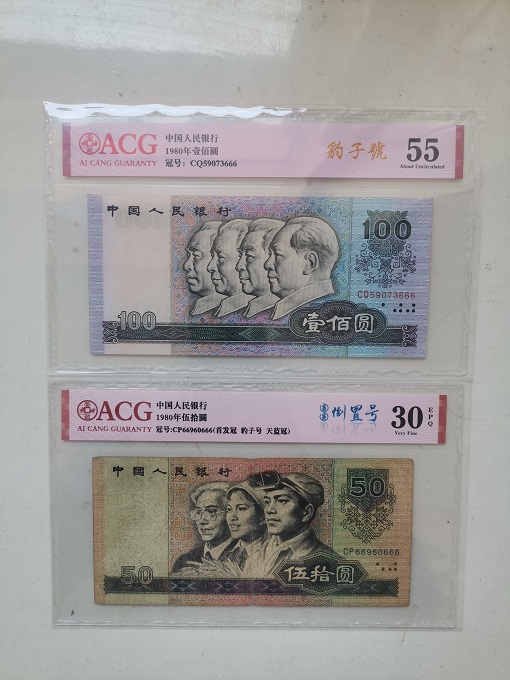 ACG
AI CANG GUARANTY
中国人民银行
1980年壹佰圆
冠号: CQ59073666
豹子號
55
About Uncirculated
中国人民银行
100
CQ59073666
100
壹佰圆
ACG
AI CANG GUARANTY
中国人民银行
1980年伍拾圆
冠号:CP66960666(首发冠 豹子号 天蓝冠)
倒置号
30
EPQ
Very Fine
中国人民银行
50
CP66960666
50
伍拾圆